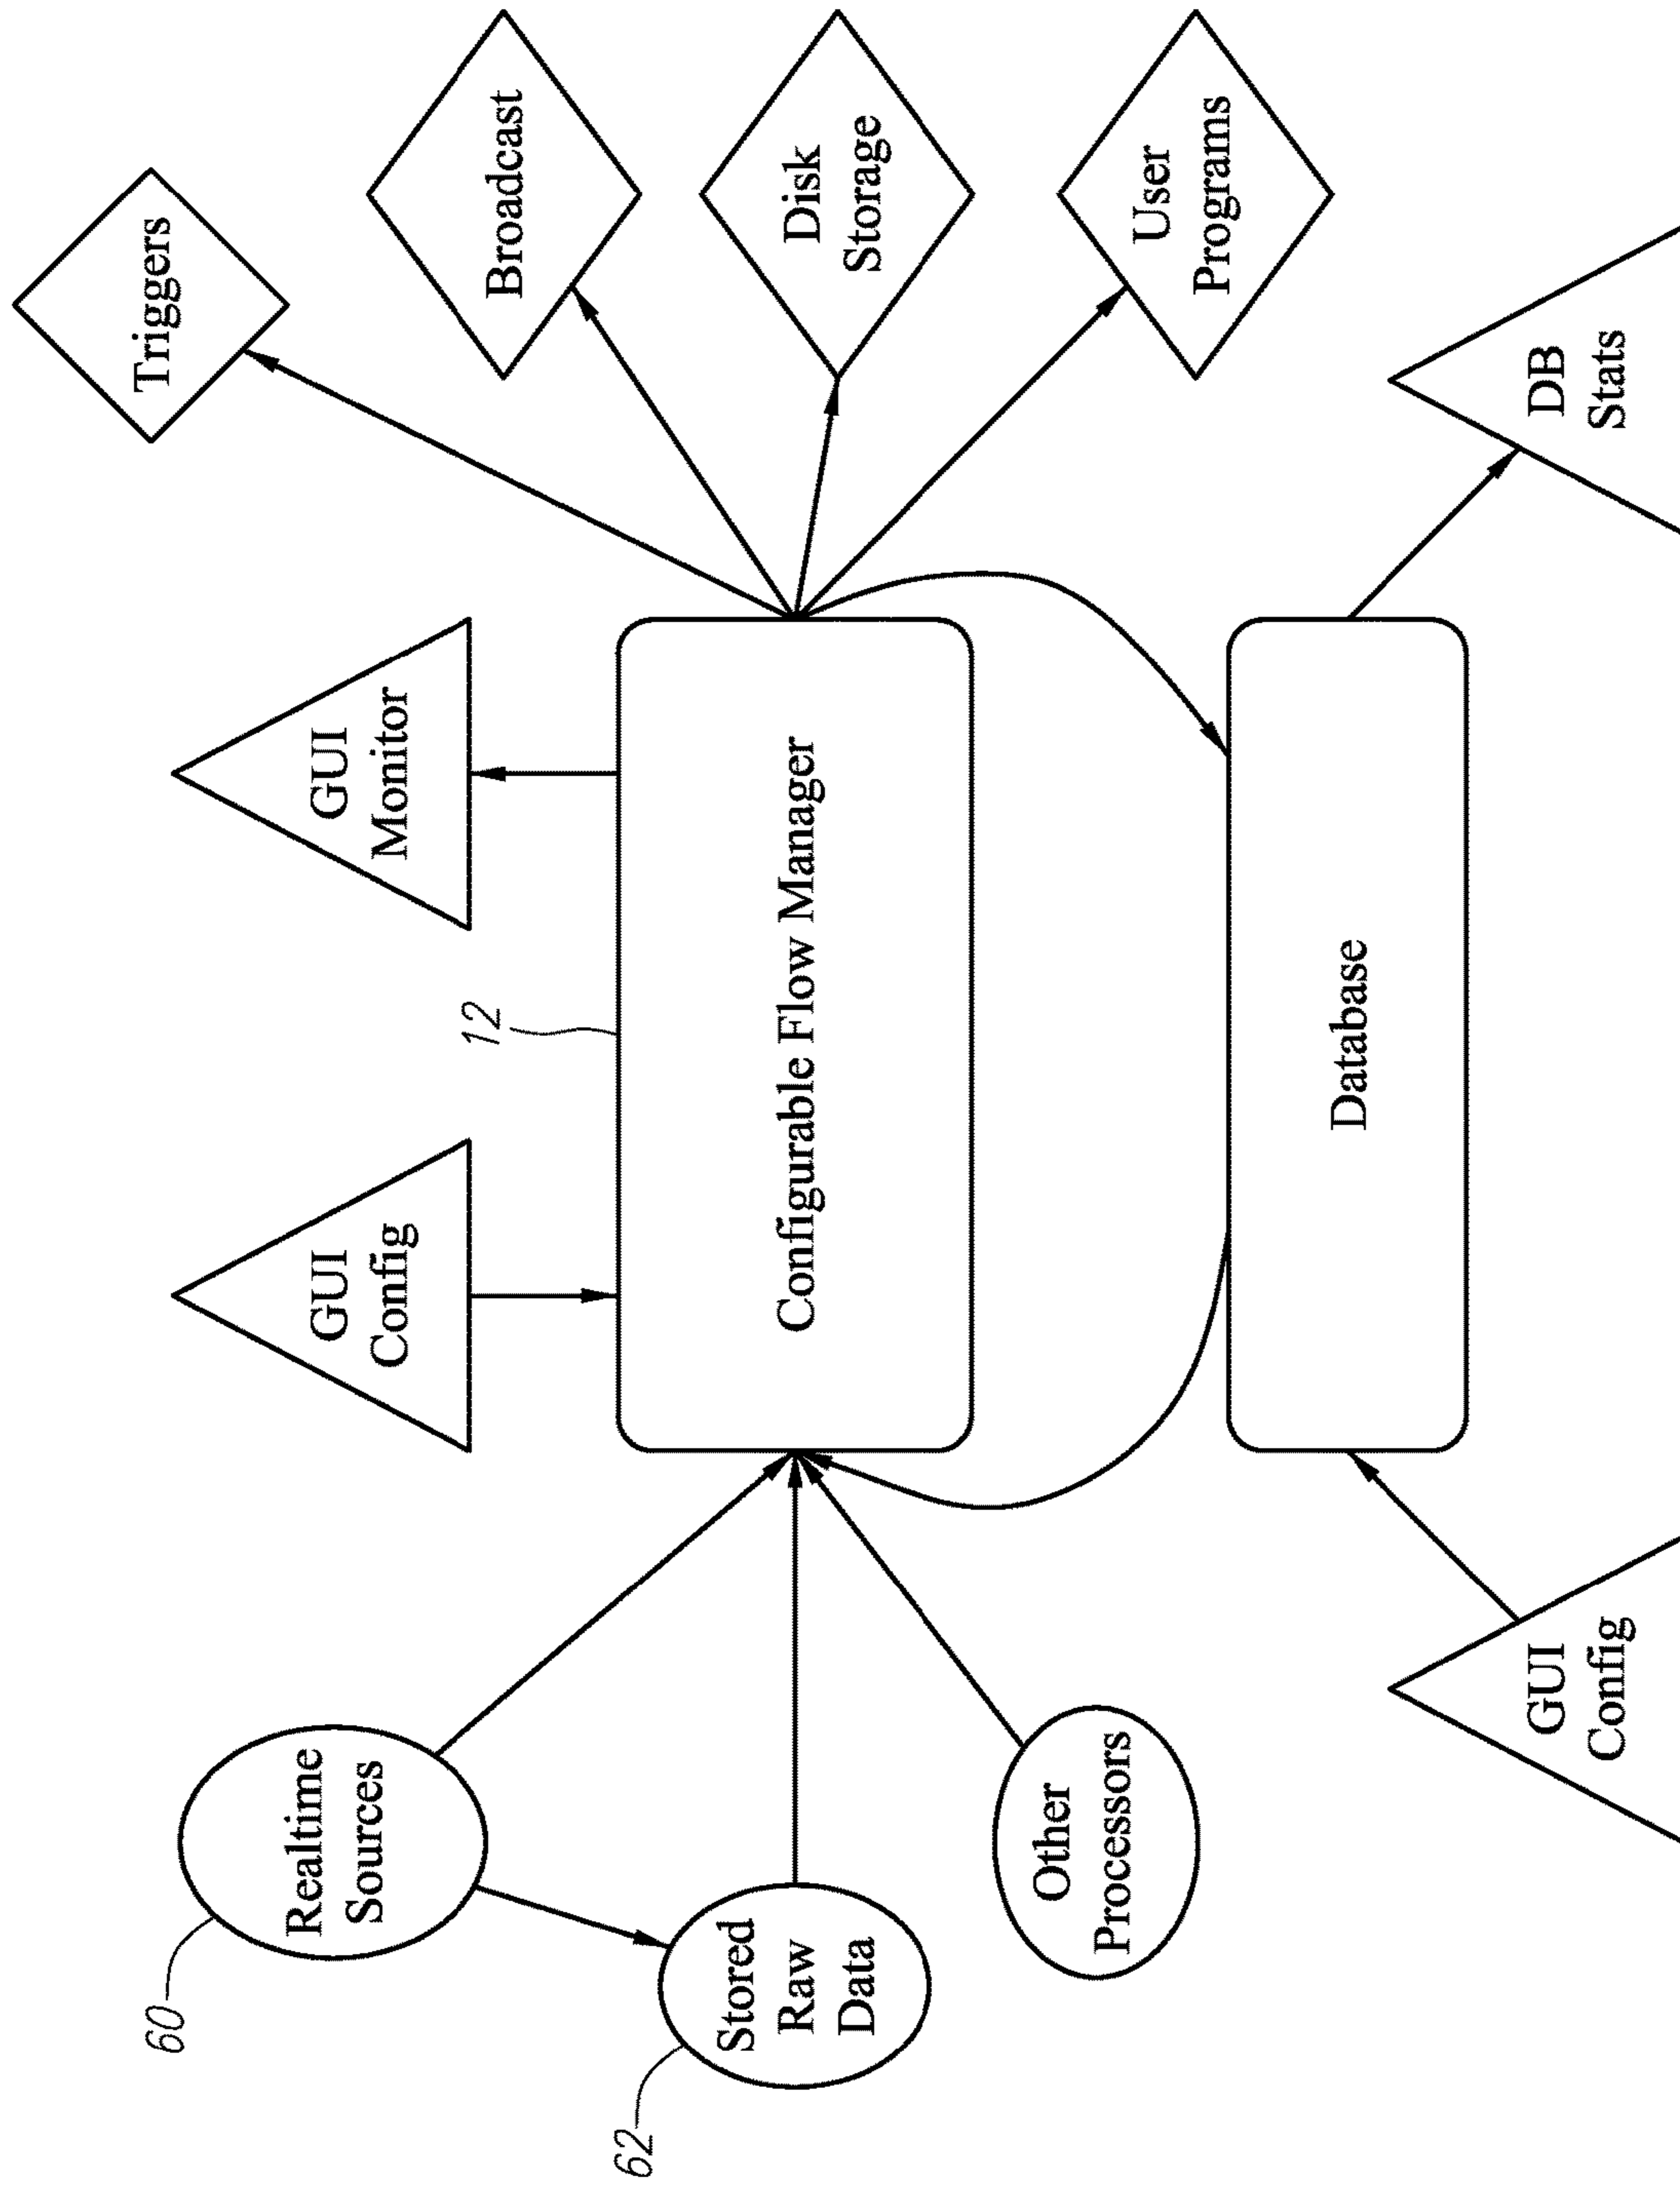 60
Realtime
Sources
62
Stored
Raw
Data
Other
Processors
GUI
Config
GUI
Monitor
12
Configurable Flow Manager
Triggers
Broadcast
Disk
Storage
User
Programs
Database
GUI
Config
DB
Stats